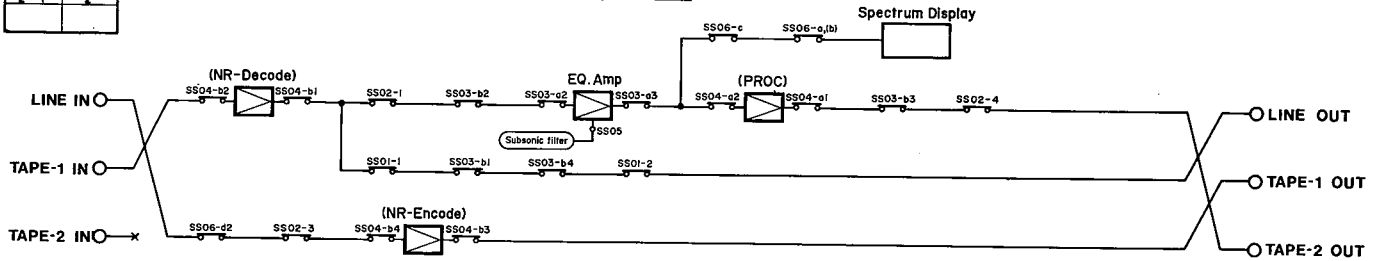 Spectrum Display
SS06-c
SS06-a,(b)
(NR-Decode)
EQ. Amp
(PROC)
LINE IN
SS04-b2
SS04-b1
SS02-1
SS03-b2
SS03-a2
SS03-a3
SS04-a2
SS04-a1
SS03-b3
SS02-4
LINE OUT
SS05
Subsonic filter
TAPE-1 IN
SS01-1
SS03-b1
SS03-b4
SS01-2
TAPE-1 OUT
(NR-Encode)
TAPE-2 IN
SS06-d2
SS02-3
SS04-b4
SS04-b3
TAPE-2 OUT